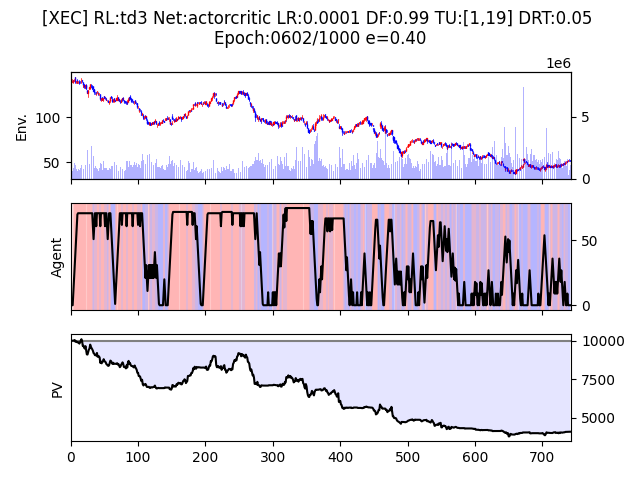 [XEC] RL:td3 Net:actorcritic LR:0.0001 DF:0.99 TU:[1,19] DRT:0.05
Epoch:0602/1000 e=0.40
1e6
Env.
100
50
5
0
Agent
50
0
PV
10000
7500
5000
0 100 200 300 400 500 600 700